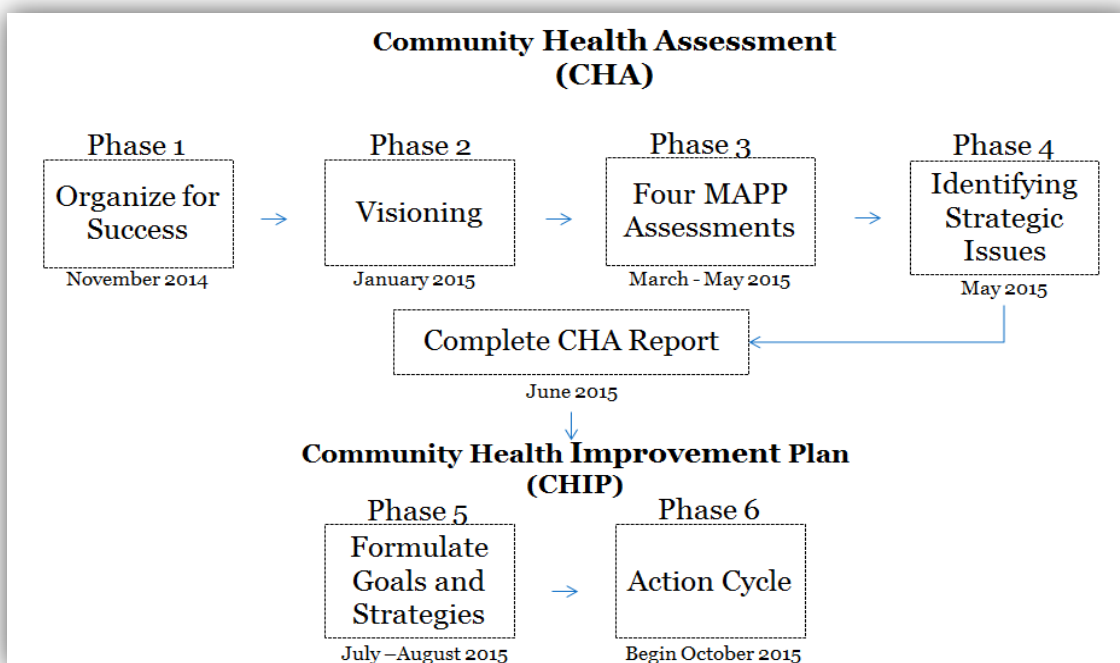 Community Health Assessment
(CHA)
Phase 1
Organize for
Success
November 2014
Phase 2
Visioning
January 2015
Phase 3
Four MAPP
Assessments
March - May 2015
Phase 4
Identifying
Strategic
Issues
May 2015
Complete CHA Report
June 2015
Community Health Improvement Plan
(CHIP)
Phase 5
Formulate
Goals and
Strategies
July –August 2015
Phase 6
Action Cycle
Begin October 2015